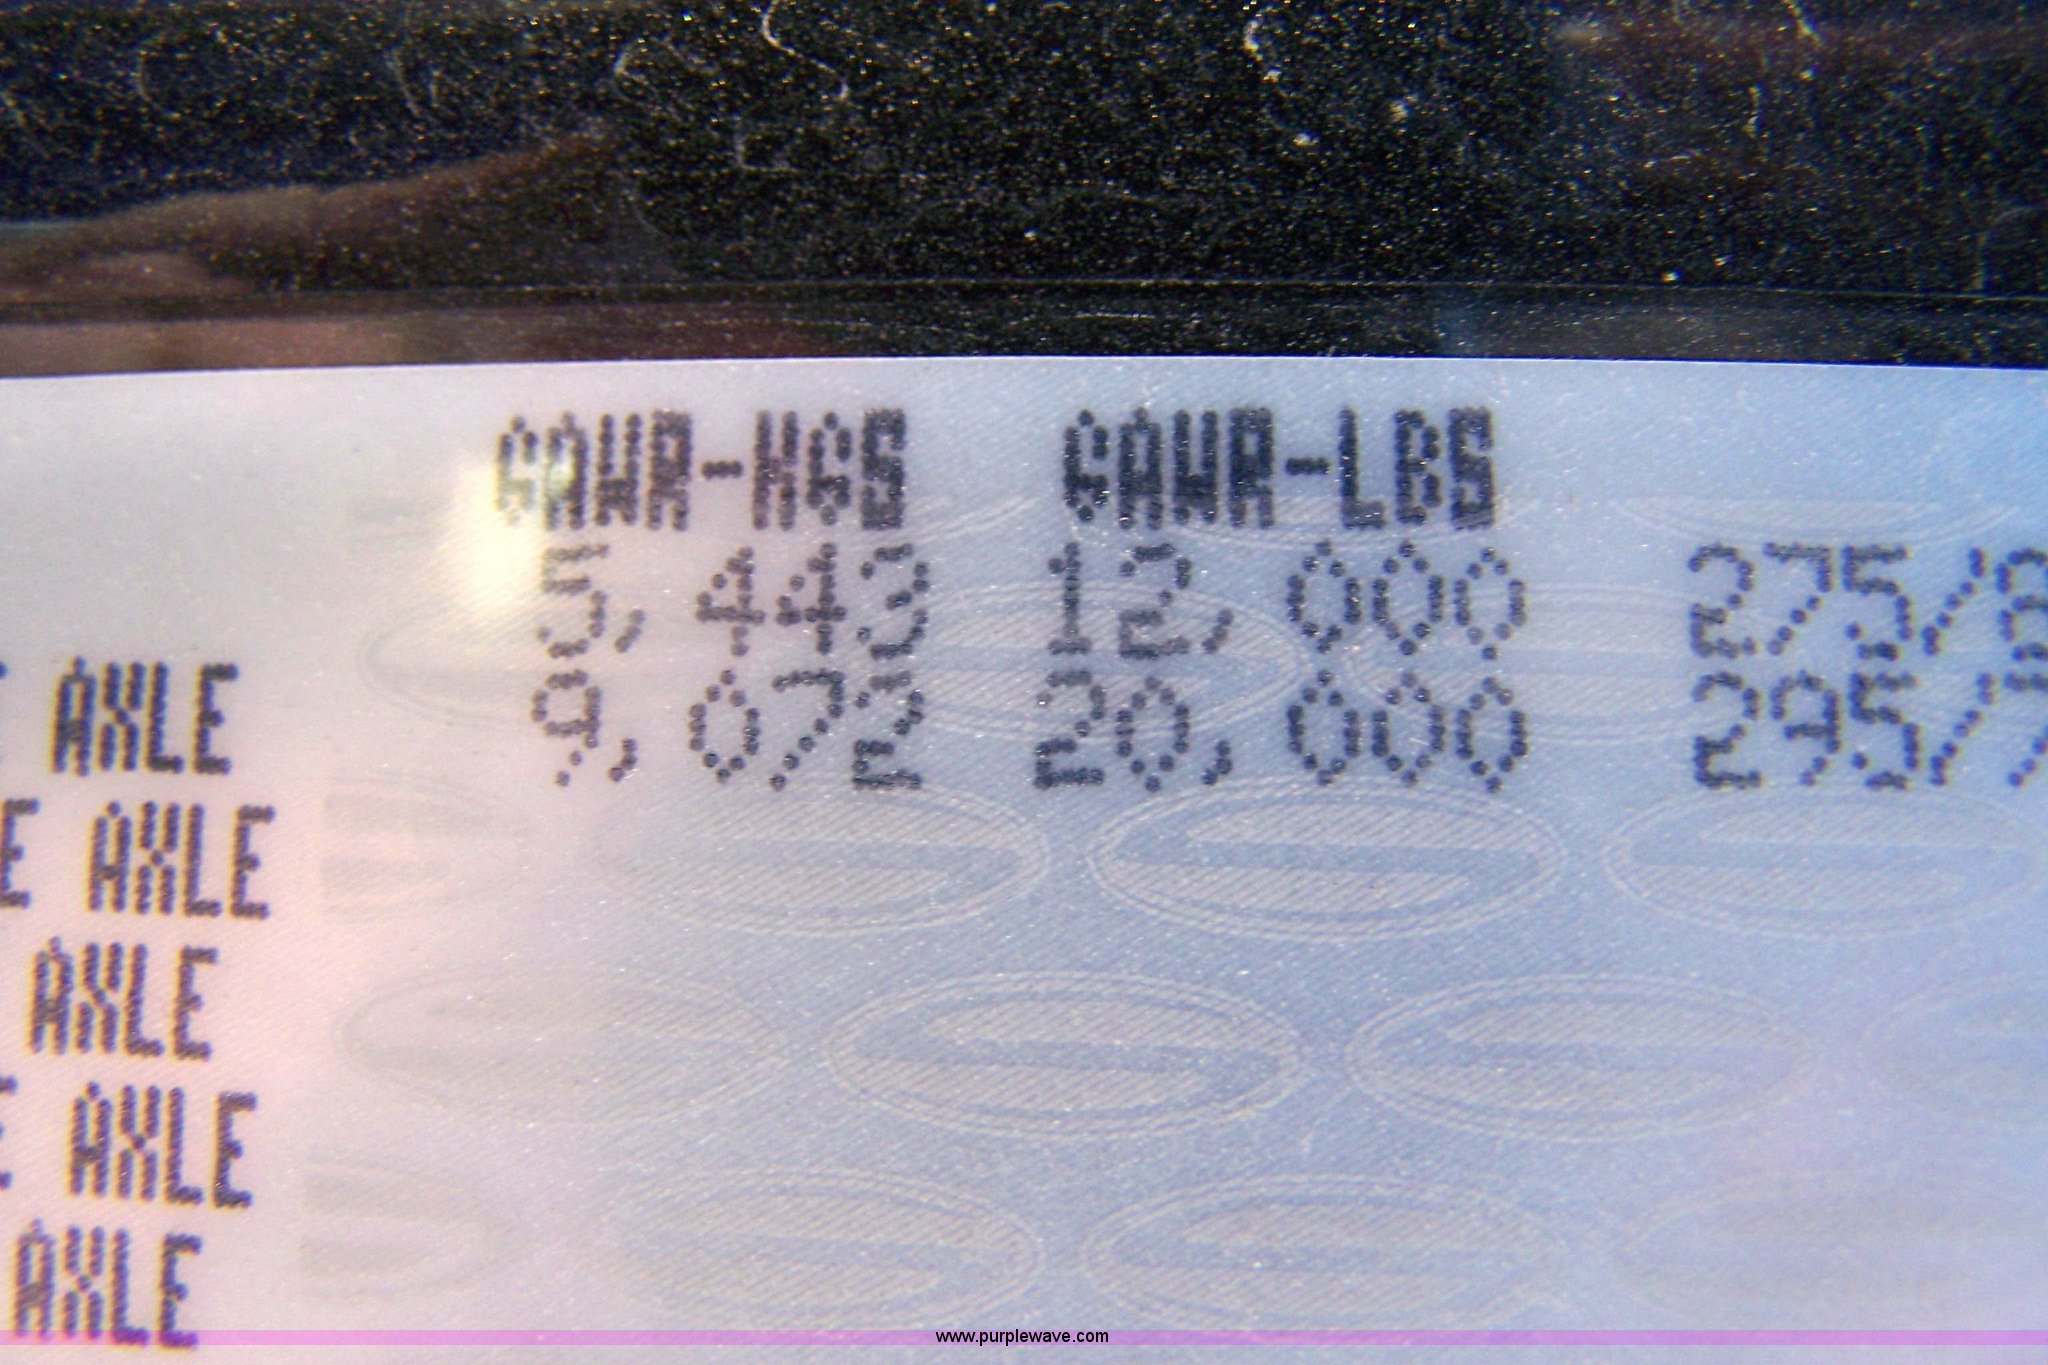 GAWR-KGS GAWR-LBS
5,443 12,000 275/8
9,072 20,000 295/7
AXLE
E AXLE
AXLE
E AXLE
AXLE
www.purplewave.com